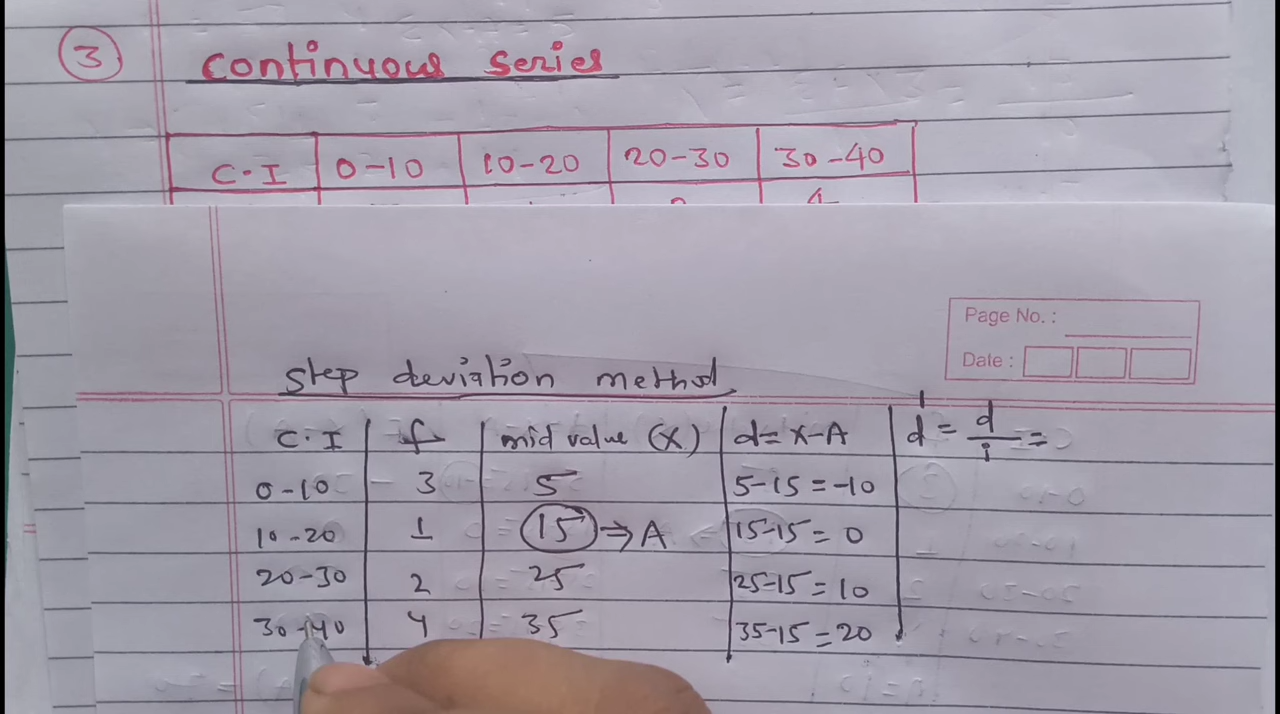 3 Continuous series
C.I 0-10 10-20 20-30 30-40
Page No. :
Date :
step deviation method
C.I f mid value (x) d=x-A d' = d/i =
0-10 3 5 5-15=-10
10-20 1 15 → A 15-15= 0
20-30 2 25 25-15=10
30-40 4 35 35-15=20